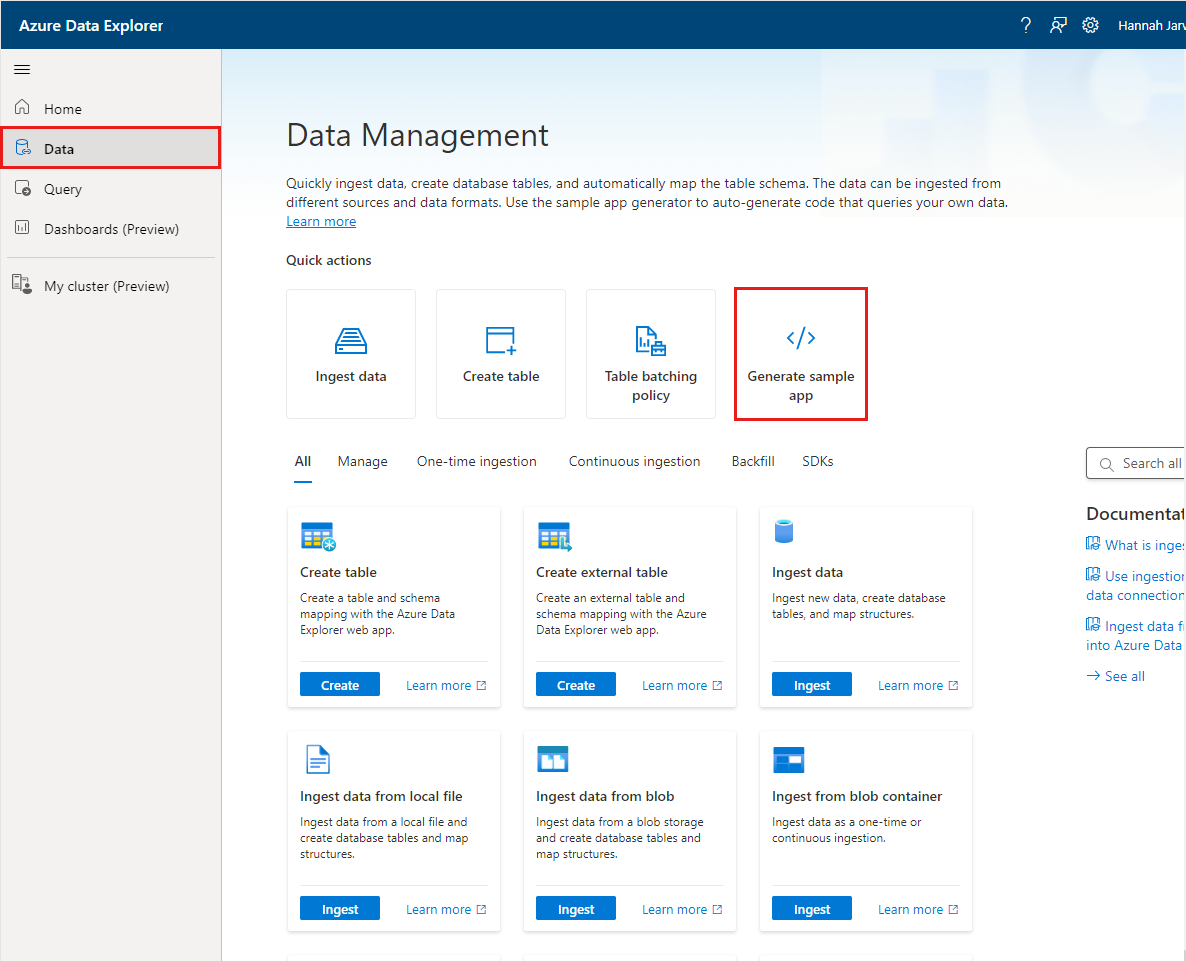 Azure Data Explorer
Hannah
Home
Data
Query
Dashboards (Preview)
My cluster (Preview)
Data Management
Quickly ingest data, create database tables, and automatically map the table schema. The data can be ingested from
different sources and data formats. Use the sample app generator to auto-generate code that queries your own data.
Learn more
Quick actions
Ingest data
Create table
Table batching
policy
Generate sample
app
All Manage One-time ingestion Continuous ingestion Backfill SDKs
Search all
Create table
Create a table and schema
mapping with the Azure Data
Explorer web app.
Create Learn more
Create external table
Create an external table and
schema mapping with the Azure
Data Explorer web app.
Create Learn more
Ingest data
Ingest new data, create database
tables, and map structures.
Ingest Learn more
Ingest data from local file
Ingest data from a local file and
create database tables and map
structures.
Ingest Learn more
Ingest data from blob
Ingest data from a blob storage
and create database tables and
map structures.
Ingest Learn more
Ingest from blob container
Ingest data as a one-time or
continuous ingestion.
Ingest Learn more
What is
Use
data connection
Ingest data
into Azure Data
See all